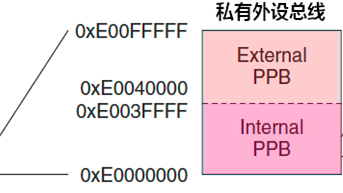 私有外设总线
0xE00FFFFF
External
PPB
0xE0040000
0xE003FFFF
Internal
PPB
0xE0000000